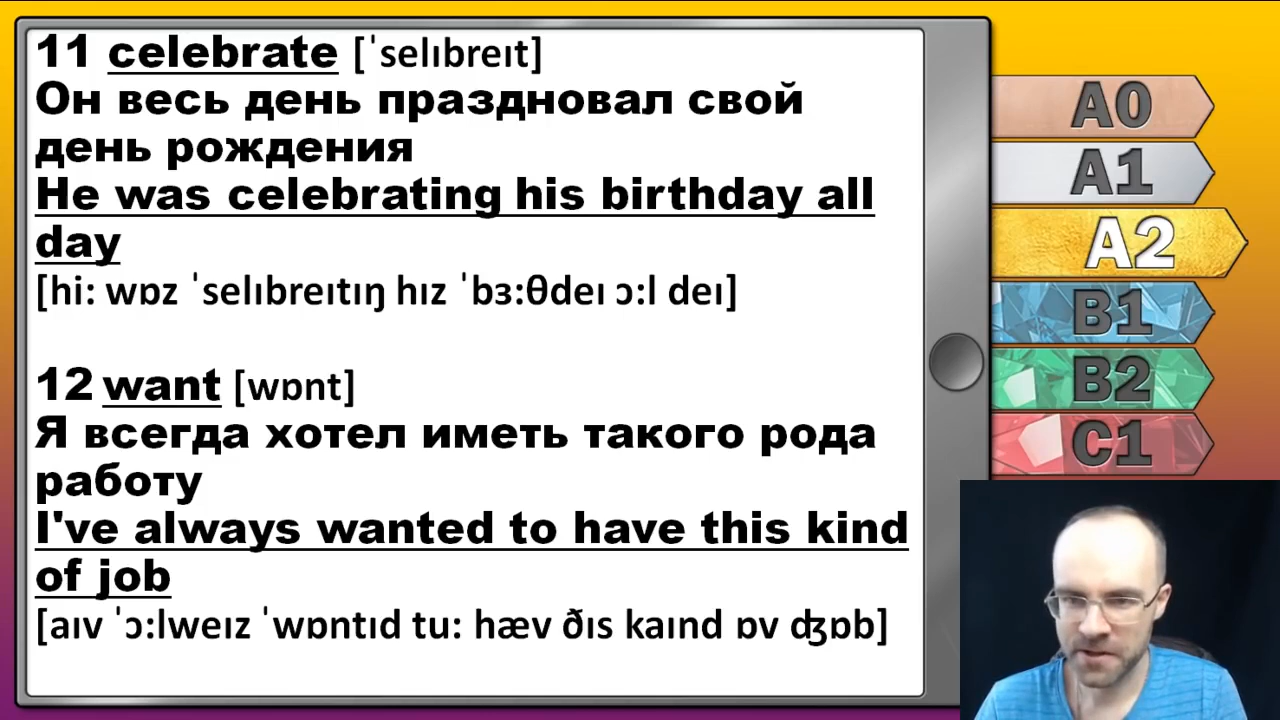 11 celebrate [ˈselıbreıt]
Он весь день праздновал свой
день рождения
He was celebrating his birthday all
day
[hi: wɒz ˈselıbreıtıŋ hız ˈbɜ:θdeı ɔ:l deı]
12 want [wɒnt]
Я всегда хотел иметь такого рода
работу
I've always wanted to have this kind
of job
[aıv ˈɔ:lweız ˈwɒntıd tu: hæv ðıs kaınd ɒv ʤɒb]
A0
A1
A2
B1
B2
C1